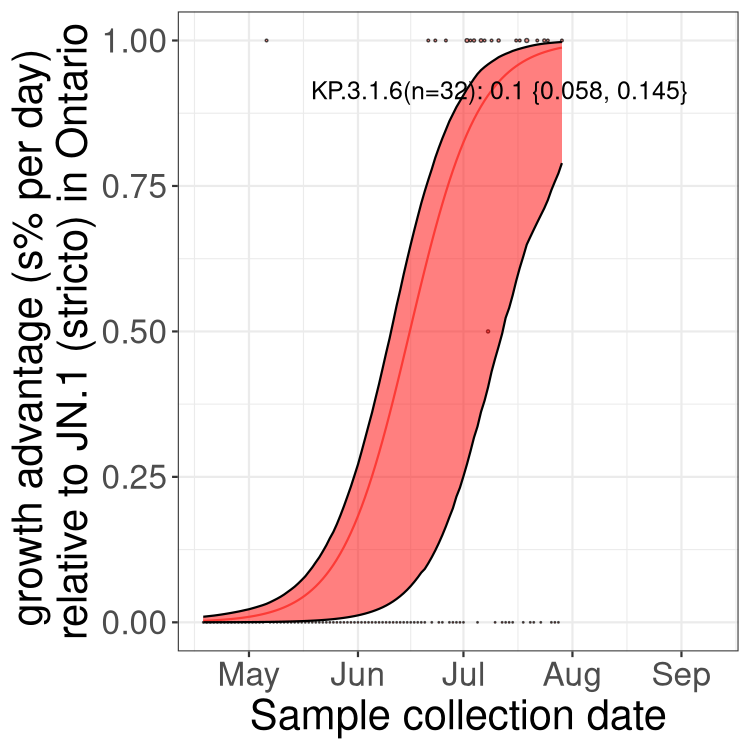 growth advantage (s% per day)
relative to JN.1 (stricto) in Ontario
1.00
0.75
0.50
0.25
0.00
KP.3.1.6(n=32): 0.1 {0.058, 0.145}
May Jun Jul Aug Sep
Sample collection date